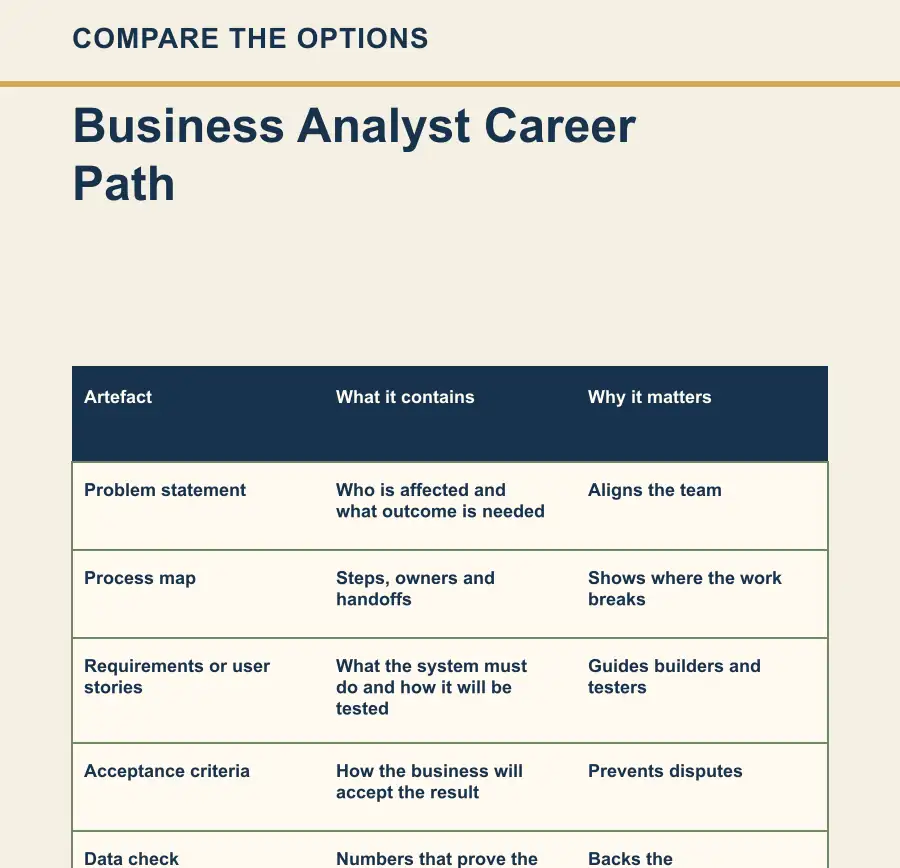 COMPARE THE OPTIONS
Business Analyst Career
Path
Artefact
What it contains
Why it matters
Problem statement
Who is affected and
what outcome is needed
Aligns the team
Process map
Steps, owners and
handoffs
Shows where the work
breaks
Requirements or user
stories
What the system must
do and how it will be
tested
Guides builders and
testers
Acceptance criteria
How the business will
accept the result
Prevents disputes
Data check
Numbers that prove the
Backs the